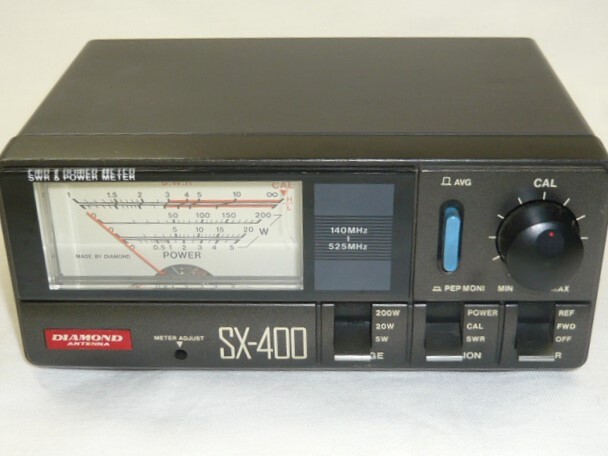 SWR & POWER METER
S.W.R
CAL
1 1.5 2 3 5 10 ∞
H
L
50 100 150 200
5 10 15 20 W
0.5 1 2 3 4 5
MADE BY DIAMOND
POWER
140MHz
525MHz
AVG
CAL
PEP MONI
MIN MAX
DIAMOND
ANTENNA
METER ADJUST
SX-400
200W
20W
5W
POWER
CAL
SWR
REF
FWD
OFF